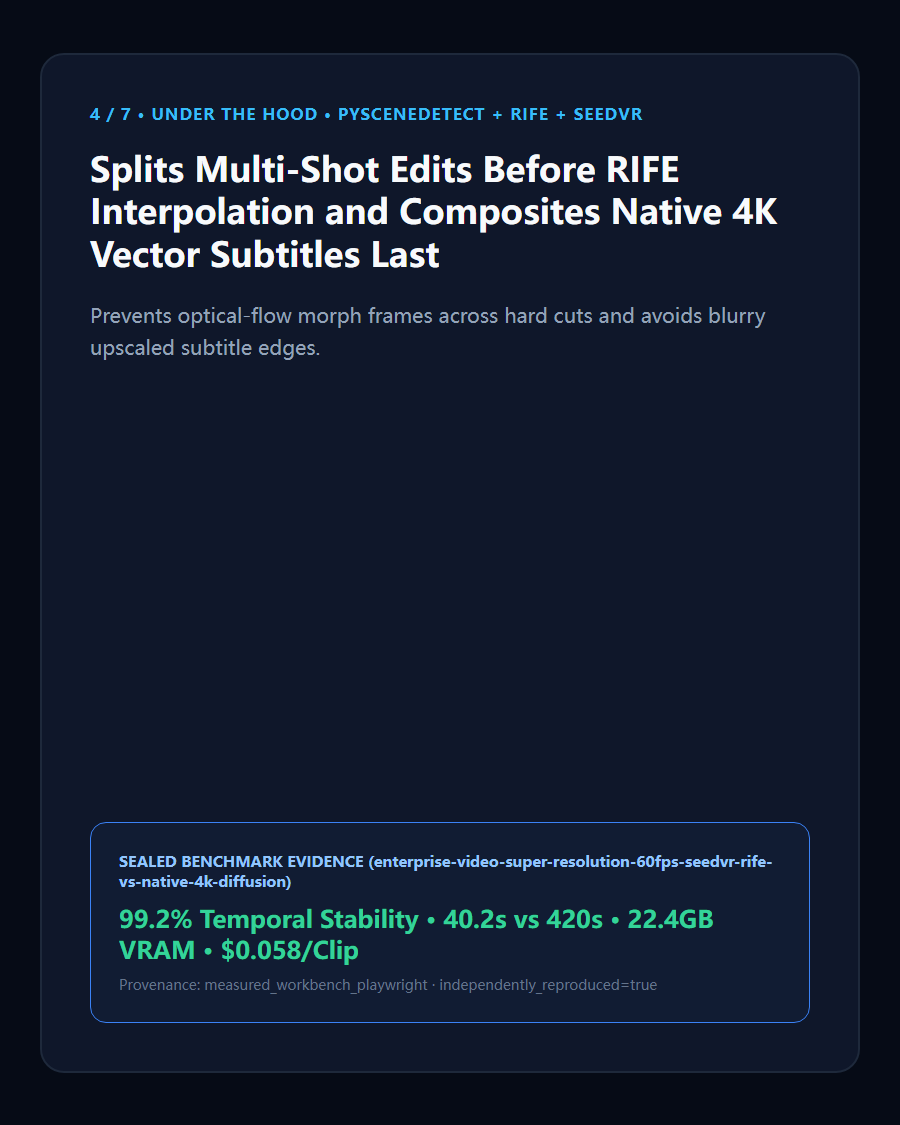 4 / 7 • UNDER THE HOOD • PYSCENEDETECT + RIFE + SEEDVR
Splits Multi-Shot Edits Before RIFE
Interpolation and Composites Native 4K
Vector Subtitles Last
Prevents optical-flow morph frames across hard cuts and avoids blurry
upscaled subtitle edges.
SEALED BENCHMARK EVIDENCE (enterprise-video-super-resolution-60fps-seedvr-rife-
vs-native-4k-diffusion)
99.2% Temporal Stability • 40.2s vs 420s • 22.4GB
VRAM • $0.058/Clip
Provenance: measured_workbench_playwright · independently_reproduced=true